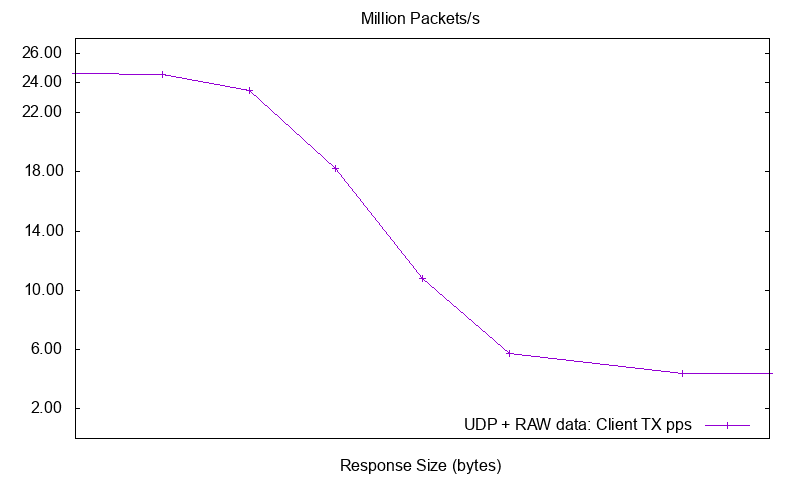 Million Packets/s
26.00
24.00
22.00
18.00
14.00
10.00
6.00
2.00
UDP + RAW data: Client TX pps
Response Size (bytes)